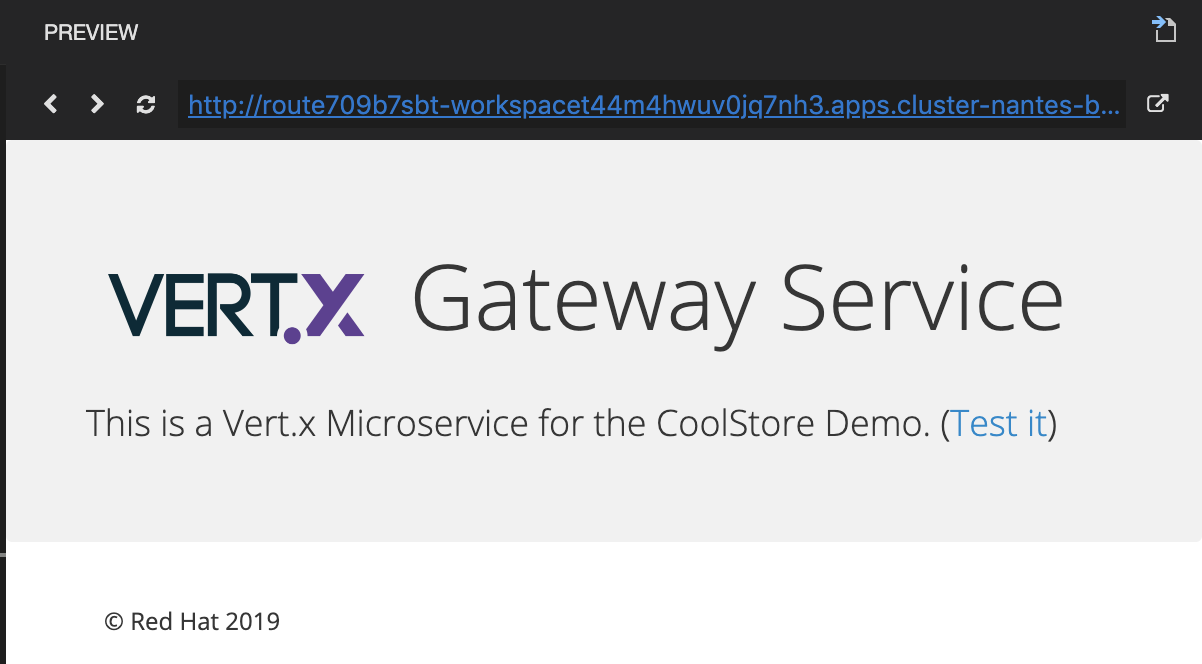 PREVIEW
http://route709b7sbt-workspacet44m4hwuv0jq7nh3.apps.cluster-nantes-b...
VERT.X Gateway Service
This is a Vert.x Microservice for the CoolStore Demo. (Test it)
© Red Hat 2019